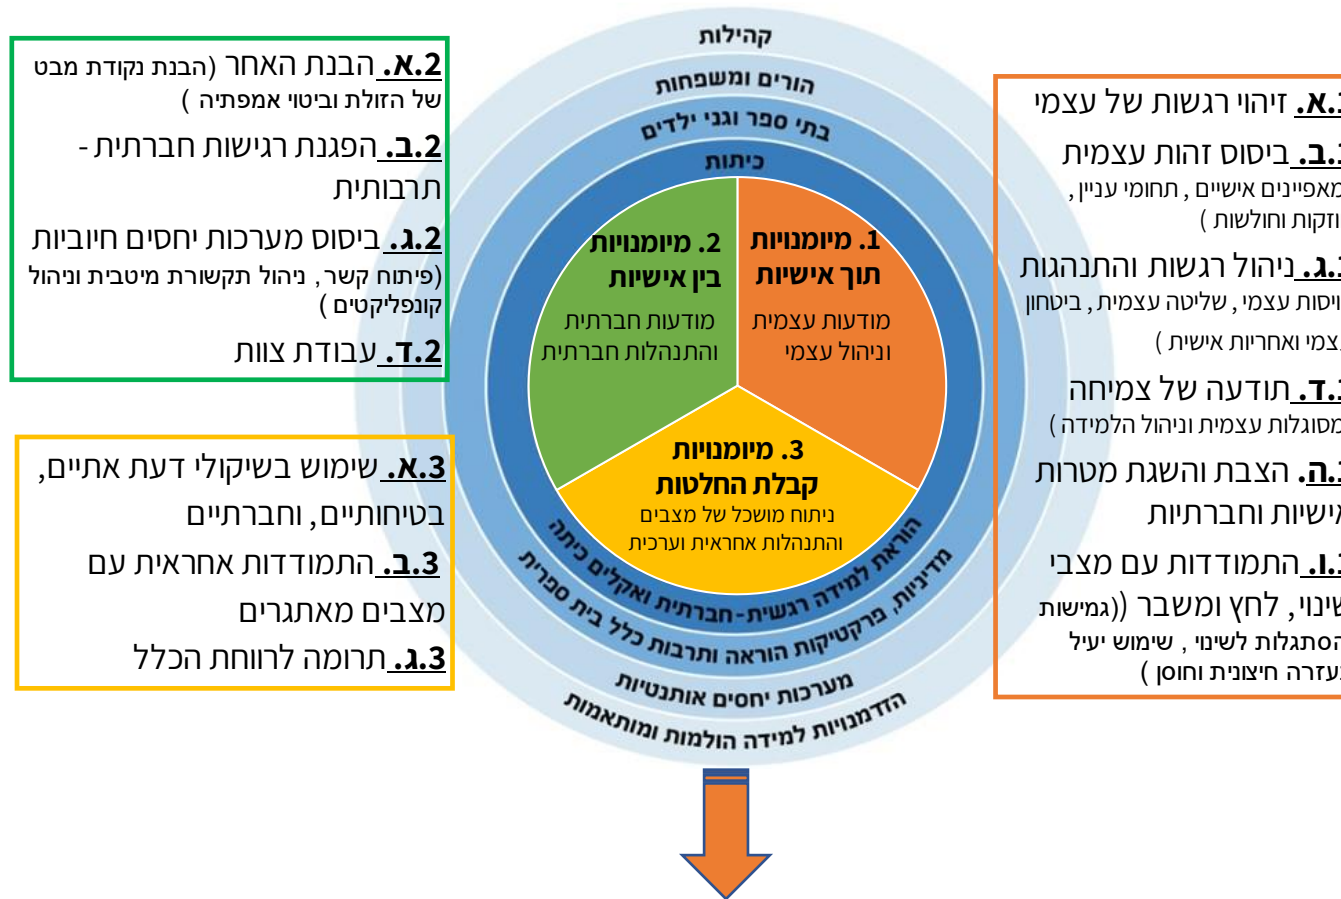 קהילות
הורים ומשפחות
בתי ספר וגני ילדים
כיתות
1. מיומנויות
תוך אישיות
מודעות עצמית
וניהול עצמי
2. מיומנויות
בין אישיות
מודעות חברתית
והתנהלות חברתית
3. מיומנויות
קבלת החלטות
ניתוח מושכל של מצבים
והתנהלות אחראית וערכית
הוראת למידה רגשית-חברתית ואקלים כיתה
מדיניות, פרקטיקות הוראה ותרבות כלל בית ספרית
מערכות יחסים אותנטיות
הזדמנויות למידה הולמות ומותאמות
.א. זיהוי רגשות של עצמי
.ב. ביסוס זהות עצמית
מאפיינים אישיים , תחומי עניין ,
וזקות וחולשות )
.ג. ניהול רגשות והתנהגות
ויסות עצמי , שליטה עצמית , ביטחון
עצמי ואחריות אישית )
.ד. תודעה של צמיחה
מסוגלות עצמית וניהול הלמידה )
.ה. הצבת והשגת מטרות
אישיות וחברתיות
.ו. התמודדות עם מצבי
שינוי, לחץ ומשבר ((גמישות
הסתגלות לשינוי , שימוש יעיל
בעזרה חיצונית וחוסן )
2.א. הבנת האחר (הבנת נקודת מבט
של הזולת וביטוי אמפתיה )
2.ב. הפגנת רגישות חברתית -
תרבותית
2.ג. ביסוס מערכות יחסים חיוביות
(פיתוח קשר, ניהול תקשורת מיטבית וניהול
קונפליקטים )
2.ד. עבודת צוות
3.א. שימוש בשיקולי דעת אתיים,
בטיחותיים, וחברתיים
3.ב. התמודדות אחראית עם
מצבים מאתגרים
3.ג. תרומה לרווחת הכלל